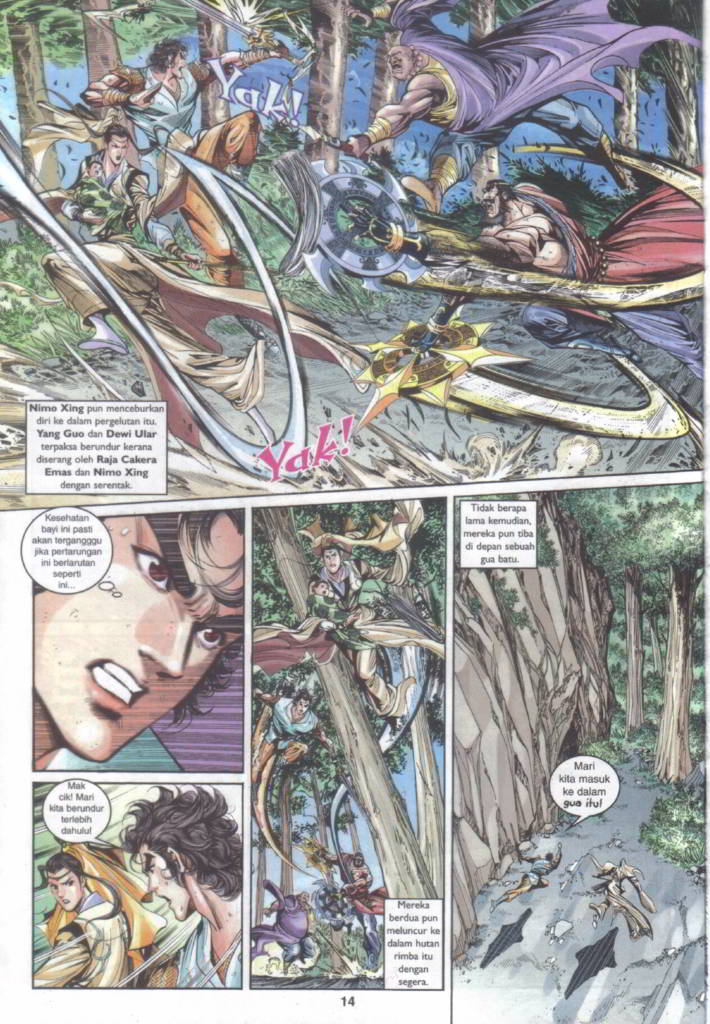 Yak!
Yak!
Nimo Xing pun menceburkan
diri ke dalam pergelutan itu.
Yang Guo dan Dewi Ular
terpaksa berundur kerana
diserang oleh Raja Cakera
Emas dan Nimo Xing
dengan serentak.
Kesehatan
bayi ini pasti
akan tergangggu
jika pertarungan
ini berlarutan
seperti
ini...
Mak
cik! Mari
kita berundur
terlebih
dahulu!
Mereka
berdua pun
meluncur ke
dalam hutan
rimba itu
dengan
segera.
Tidak berapa
lama kemudian,
mereka pun tiba
di depan sebuah
gua batu.
Mari
kita masuk
ke dalam
gua itu!
14